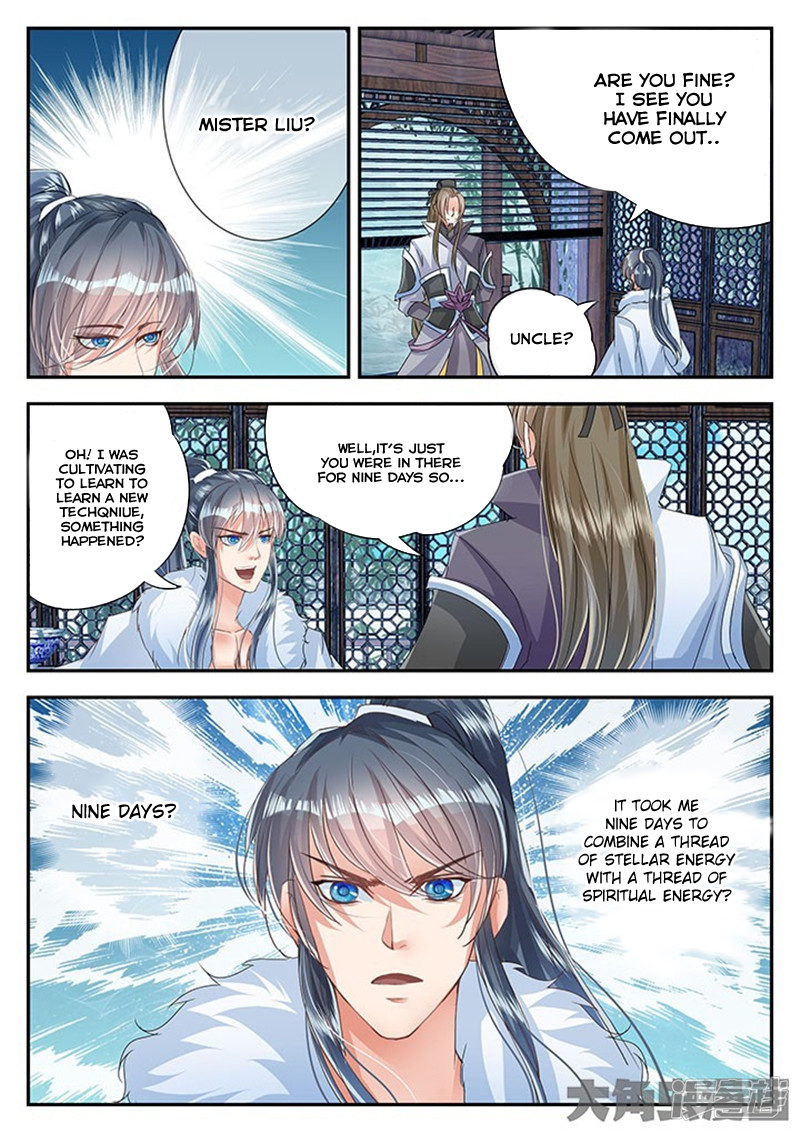 MISTER LIU?
ARE YOU FINE?
I SEE YOU
HAVE FINALLY
COME OUT..
UNCLE?
OH! I WAS
CULTIVATING
TO LEARN TO
LEARN A NEW
TECHQNIUE,
SOMETHING
HAPPENED?
WELL,IT'S JUST
YOU WERE IN THERE
FOR NINE DAYS SO...
NINE DAYS?
IT TOOK ME
NINE DAYS TO
COMBINE A THREAD
OF STELLAR ENERGY
WITH A THREAD OF
SPIRITUAL ENERGY?
大角